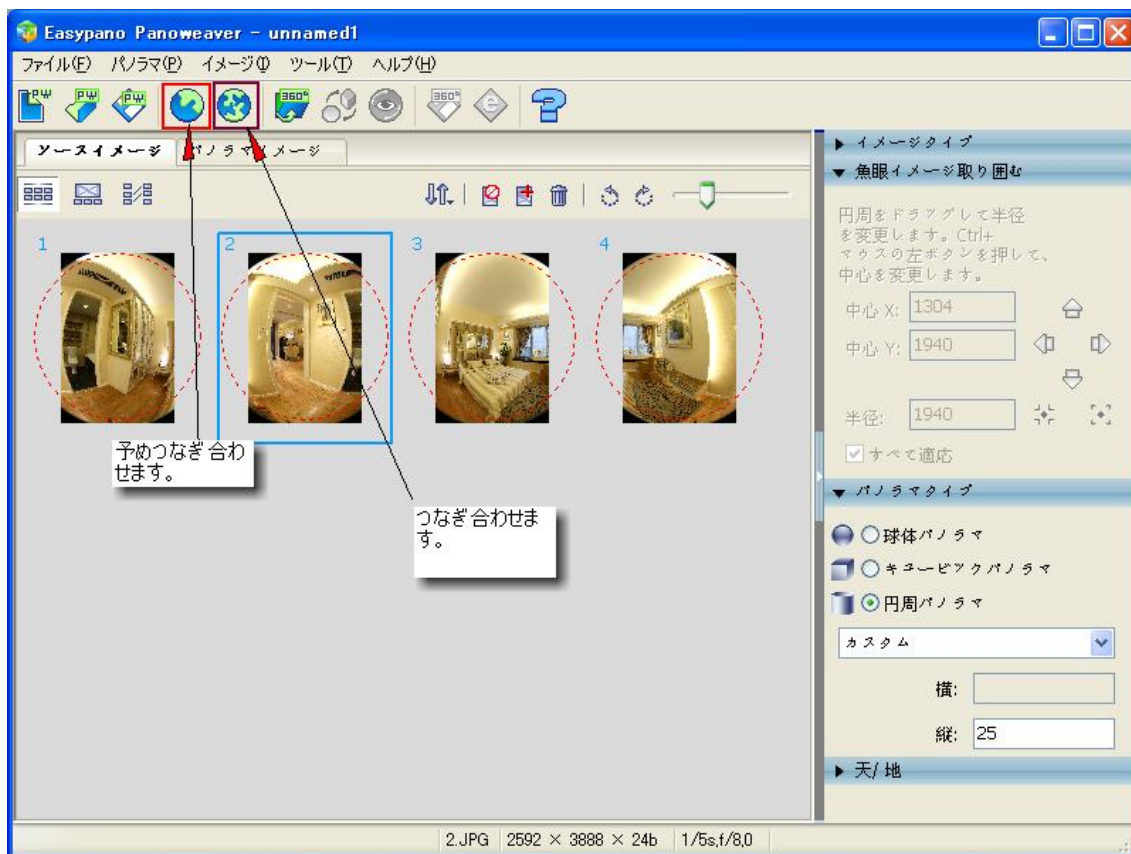 Easypano Panoweaver - unnamed1
ファイル(F) パノラマ(P) イメージ(I) ツール(T) ヘルプ(H)
ソースイメージ パノラマイメージ
1 2 3 4
予めつなぎ合わ
せます。
つなぎ合わせま
す。
イメージタイプ
魚眼イメージ取り囲む
円周をドラッグして半径
を変更します。Ctrl+
マウスの左ボタンを押して、
中心を変更します。
中心 X: 1304
中心 Y: 1940
半径: 1940
すべて適応
パノラマタイプ
球体パノラマ
キュービックパノラマ
円周パノラマ
カスタム
横:
縦: 25
天/地
2.JPG 2592 × 3888 × 24b 1/5s,f/8.0